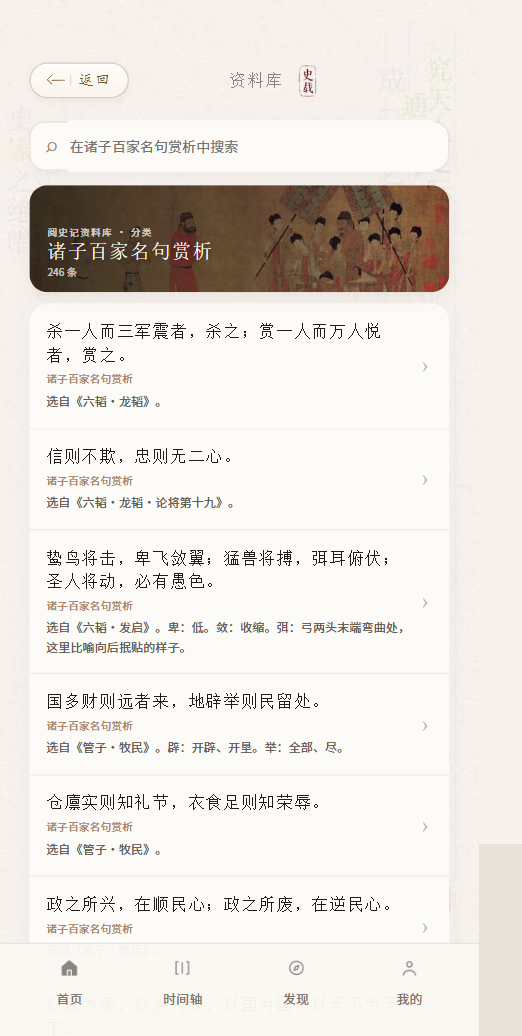 返回
资料库
史载
在诸子百家名句赏析中搜索
阅史记资料库 · 分类
诸子百家名句赏析
246 条
杀一人而三军震者，杀之；赏一人而万人悦
者，赏之。
诸子百家名句赏析
选自《六韬·龙韬》。
信则不欺，忠则无二心。
诸子百家名句赏析
选自《六韬·龙韬·论将第十九》。
鸷鸟将击，卑飞敛翼；猛兽将搏，弭耳俯伏；
圣人将动，必有愚色。
诸子百家名句赏析
选自《六韬·发启》。卑：低。敛：收缩。弭：弓两头末端弯曲处，
这里比喻向后抿贴的样子。
国多财则远者来，地辟举则民留处。
诸子百家名句赏析
选自《管子·牧民》。辟：开辟、开垦。举：全部、尽。
仓廪实则知礼节，衣食足则知荣辱。
诸子百家名句赏析
选自《管子·牧民》。
政之所兴，在顺民心；政之所废，在逆民心。
诸子百家名句赏析
首页
时间轴
发现
我的